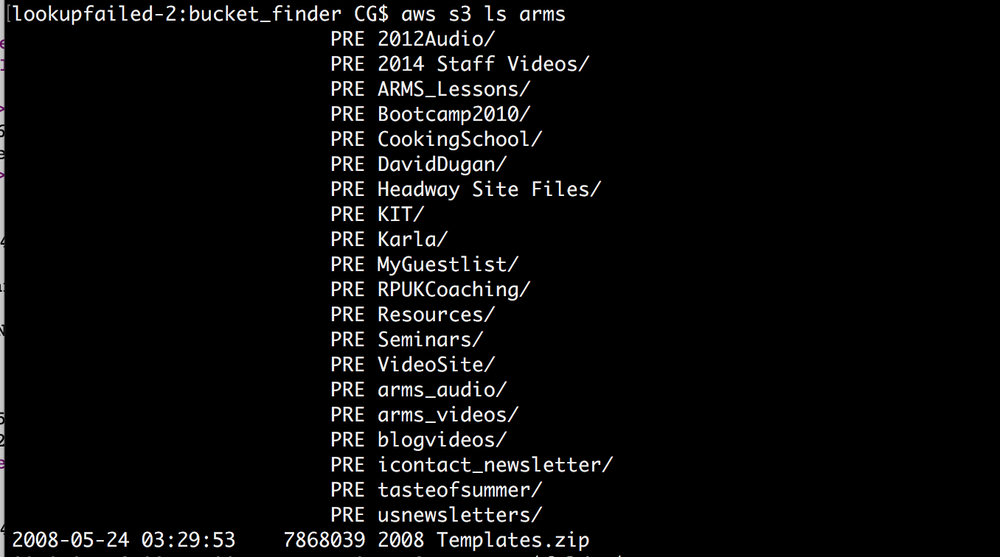 [lookupfailed-2:bucket_finder CG$ aws s3 ls arms
PRE 2012Audio/
PRE 2014 Staff Videos/
PRE ARMS_Lessons/
PRE Bootcamp2010/
PRE CookingSchool/
PRE DavidDugan/
PRE Headway Site Files/
PRE KIT/
PRE Karla/
PRE MyGuestlist/
PRE RPUKCoaching/
PRE Resources/
PRE Seminars/
PRE VideoSite/
PRE arms_audio/
PRE arms_videos/
PRE blogvideos/
PRE icontact_newsletter/
PRE tasteofsummer/
PRE usnewsletters/
2008-05-24 03:29:53 7868039 2008 Templates.zip